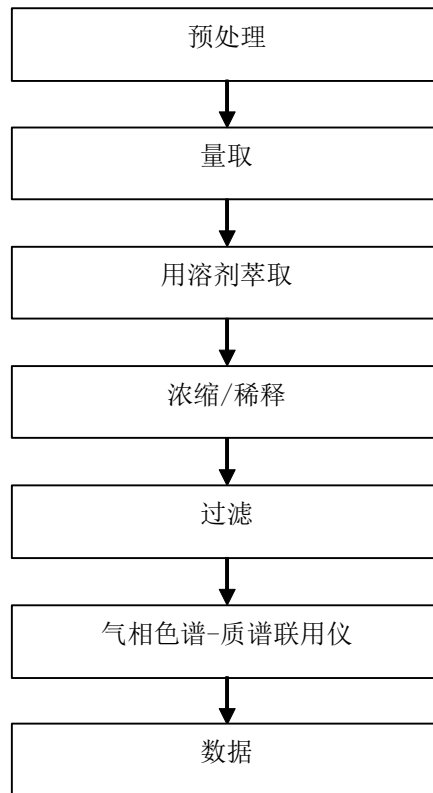 预处理
量取
用溶剂萃取
浓缩/稀释
过滤
气相色谱-质谱联用仪
数据